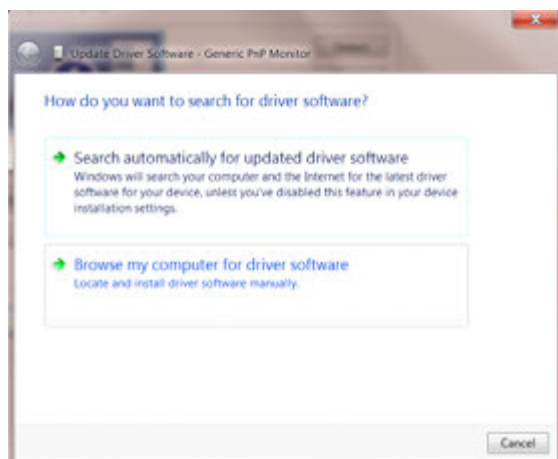 Update Driver Software - Generic PnP Monitor
How do you want to search for driver software?
Search automatically for updated driver software
Windows will search your computer and the Internet for the latest driver
software for your device, unless you've disabled this feature in your device
installation settings.
Browse my computer for driver software
Locate and install driver software manually.
Cancel